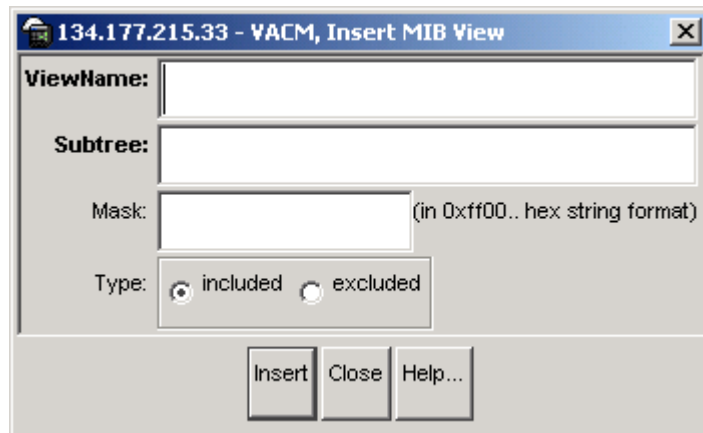 134.177.215.33 - VACM, Insert MIB View
ViewName:
Subtree:
Mask: (in 0xff00.. hex string format)
Type: included excluded
Insert Close Help...